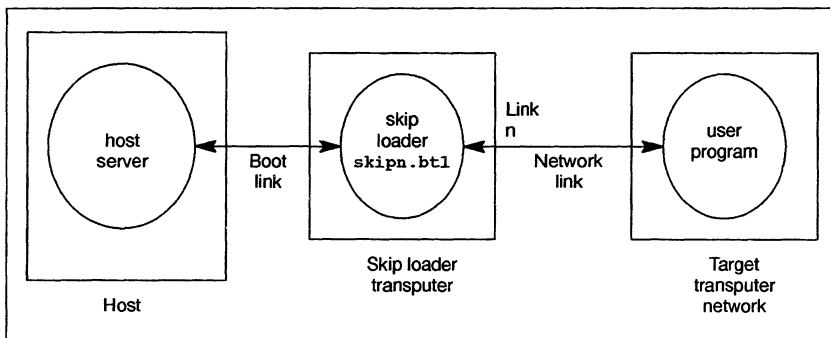 host
server
Boot
link
skip
loader
skipn.btl
Link
n
Network
link
user
program
Host
Skip loader
transputer
Target
transputer
network